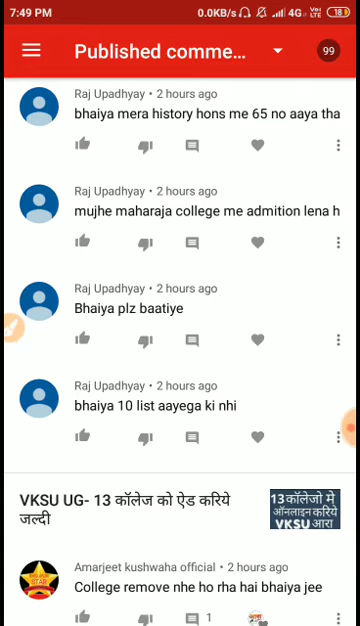 7:49 PM 0.0KB/s 4G VoLTE 18
Published comme... 99
Raj Upadhyay • 2 hours ago
bhaiya mera history hons me 65 no aaya tha
Raj Upadhyay • 2 hours ago
mujhe maharaja college me admition lena h
Raj Upadhyay • 2 hours ago
Bhaiya plz baatiye
Raj Upadhyay • 2 hours ago
bhaiya 10 list aayega ki nhi
VKSU UG- 13 कॉलेज को ऐड करिये
जल्दी
13 कॉलेजो मे
ऑनलाइन करिये
VKSU आरा
Amarjeet kushwaha official • 2 hours ago
College remove nhe ho rha hai bhaiya jee
1